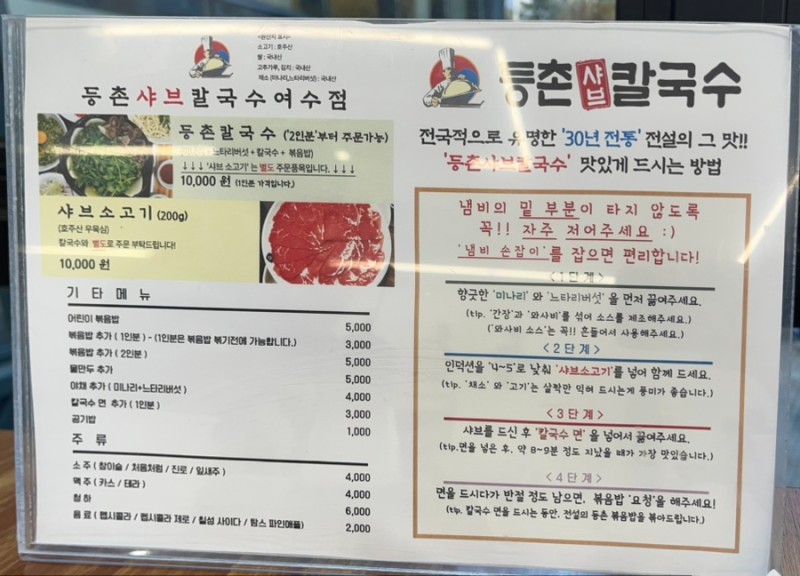 <원산지 표시>
소고기 : 호주산
쌀 : 국내산
고추가루, 김치 : 국내산
채소 (미나리,느타리버섯) : 국내산
등촌샤브칼국수여수점
등촌칼국수 ('2인분'부터 주문가능)
느타리버섯 + 칼국수 + 볶음밥)
↓↓↓ '샤브 소고기' 는 별도 주문품목입니다. ↓↓↓
10,000 원 (1인분 가격입니다.)
샤브소고기 (200g)
(호주산 우목심)
칼국수와 별도로 주문 부탁드립니다!
10,000 원
기타메뉴
어린이 볶음밥 5,000
볶음밥 추가 ( 1인분 ) - (1인분은 볶음밥 볶기전에 가능합니다.) 3,000
볶음밥 추가 ( 2인분 ) 5,000
물만두 추가 5,000
야채 추가 ( 미나리+느타리버섯 ) 4,000
칼국수 면 추가 ( 1인분 ) 3,000
공기밥 1,000
주 류
소 주 ( 참이슬 / 처음처럼 / 진로 / 잎새주 ) 4,000
맥 주 ( 카스 / 테라 ) 4,000
청 하 6,000
음 료 ( 펩시콜라 / 펩시콜라 제로 / 칠성 사이다 / 탐스 파인애플) 2,000
등촌샤브칼국수
전국적으로 유명한 '30년 전통' 전설의 그 맛!!
'등촌샤브칼국수' 맛있게 드시는 방법
냄비의 밑 부분이 타지 않도록
꼭!! 자주 저어주세요 :)
'냄비 손잡이'를 잡으면 편리합니다!
<1단계>
향긋한 '미나리' 와 '느타리버섯' 을 먼저 끓여주세요.
(tip. '간장'과 '와사비'를 섞어 소스를 제조해주세요.)
('와사비 소스'는 꼭!! 흔들어서 사용해주세요.)
<2단계>
인덕션을 '4~5'로 낮춰 '샤브소고기'를 넣어 함께 드세요.
(tip. '채소' 와 '고기'는 살짝만 익혀 드시는게 풍미가 좋습니다.)
<3단계>
샤브를 드신 후 '칼국수 면' 을 넣어서 끓여주세요.
(tip.면을 넣은 후, 약 8~9분 정도 지났을 때가 가장 맛있습니다.)
<4단계>
면을 드시다가 반절 정도 남으면, 볶음밥 '요청'을 해주세요!
(tip. 칼국수 면을 드시는 동안, 전설의 등촌 볶음밥을 볶아드립니다.)